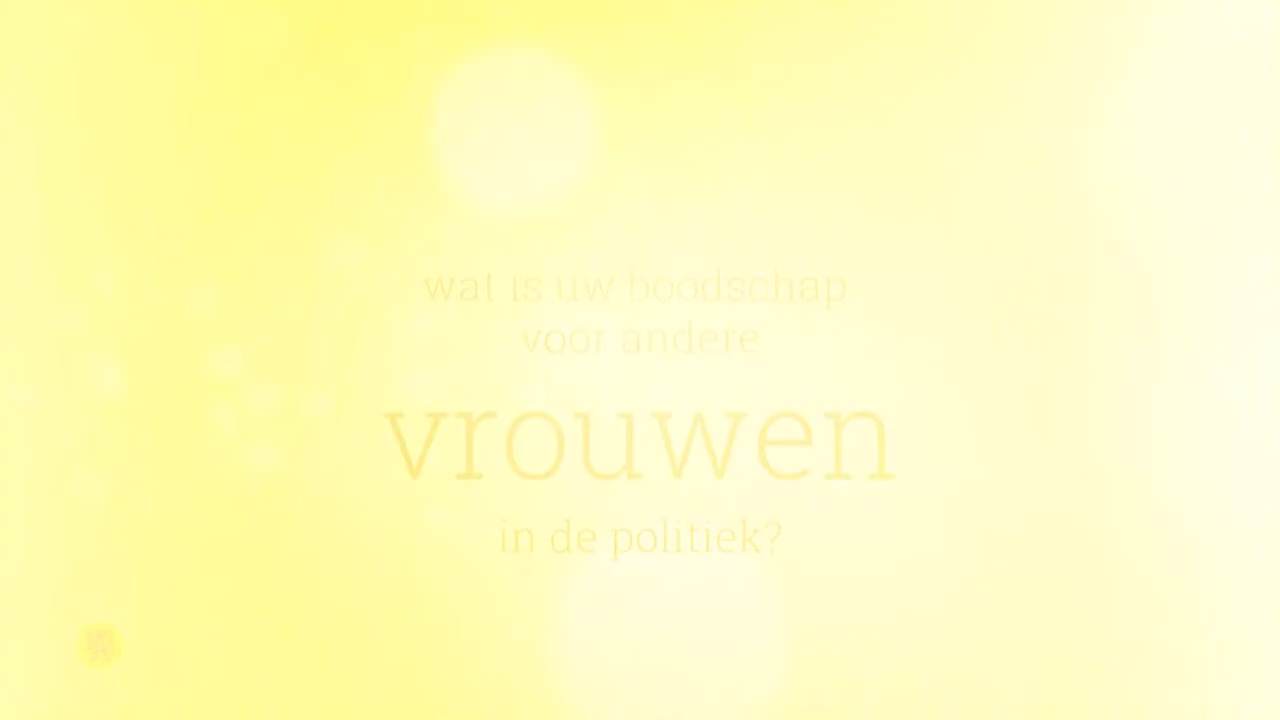 wat is uw boodschap
voor andere
vrouwen
in de politiek?